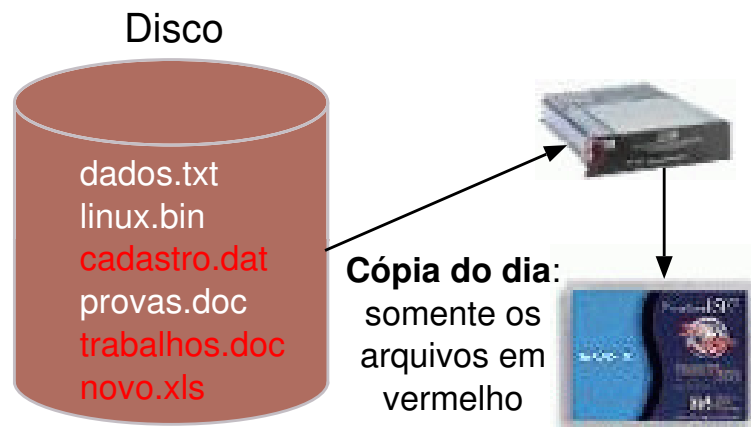 Disco
dados.txt
linux.bin
cadastro.dat
provas.doc
trabalhos.doc
novo.xls
Cópia do dia:
somente os
arquivos em
vermelho